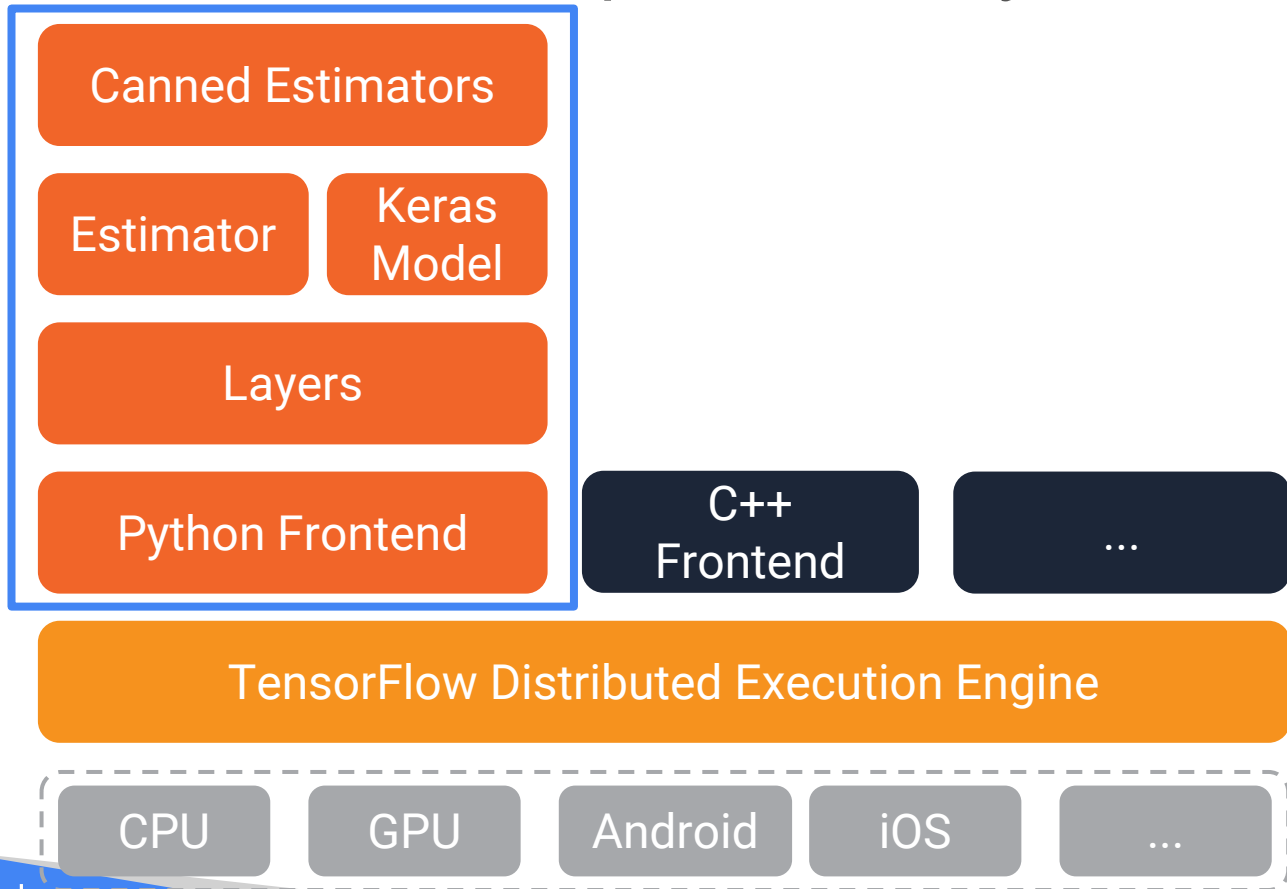 Canned Estimators
Estimator
Keras
Model
Layers
Python Frontend
C++
Frontend
...
TensorFlow Distributed Execution Engine
CPU
GPU
Android
iOS
...